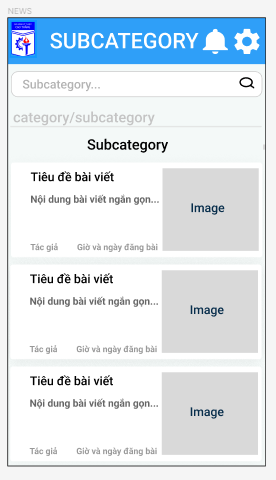 NEWS
SUBCATEGORY
Subcategory...
category/subcategory
Subcategory
Tiêu đề bài viết
Nội dung bài viết ngắn gọn...
Image
Tác giả
Giờ và ngày đăng bài
Tiêu đề bài viết
Nội dung bài viết ngắn gọn...
Image
Tác giả
Giờ và ngày đăng bài
Tiêu đề bài viết
Nội dung bài viết ngắn gọn...
Image
Tác giả
Giờ và ngày đăng bài